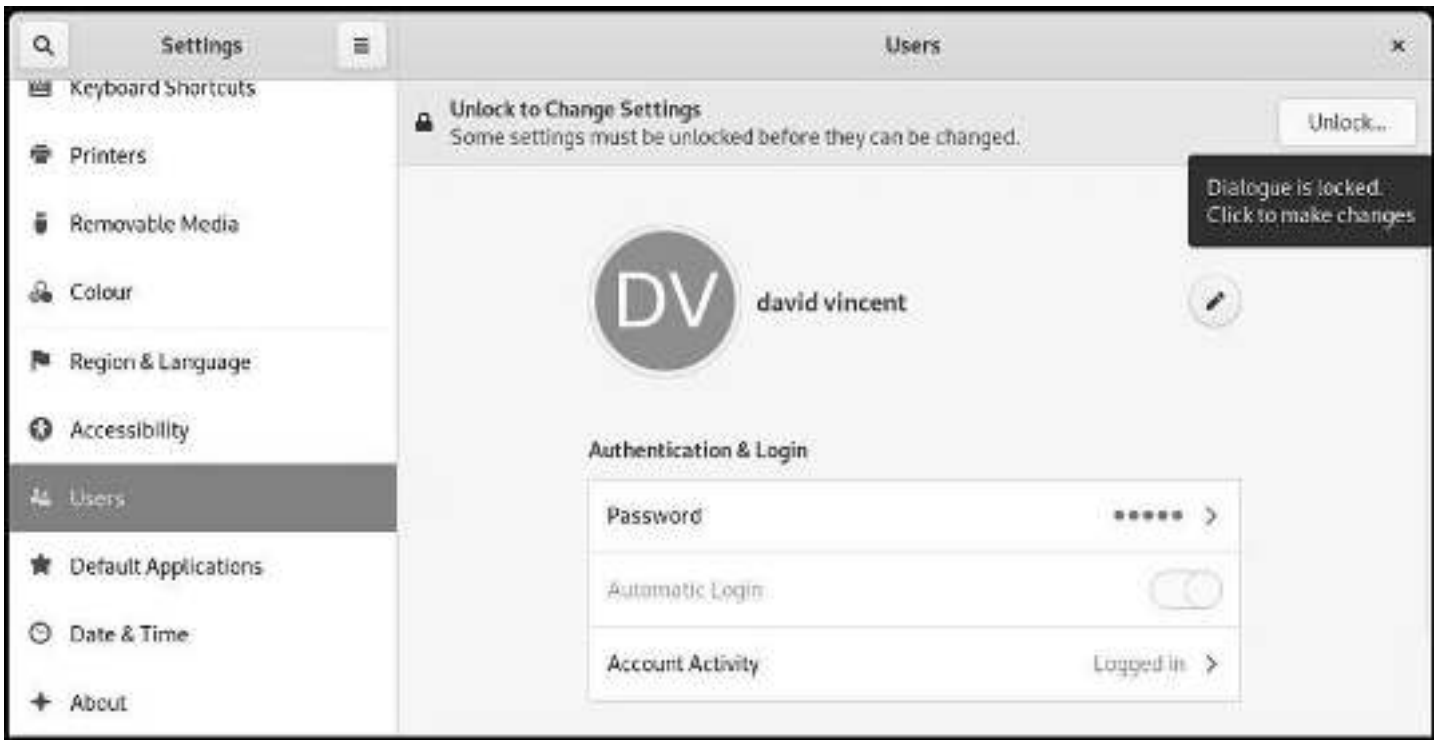 Settings
Users
Keyboard Shortcuts
Unlock to Change Settings
Some settings must be unlocked before they can be changed.
Unlock...
Printers
Dialogue is locked.
Click to make changes
Removable Media
Colour
DV
david vincent
Region & Language
Accessibility
Authentication & Login
Users
Password
Default Applications
Automatic Login
Date & Time
Account Activity
Logged in
About